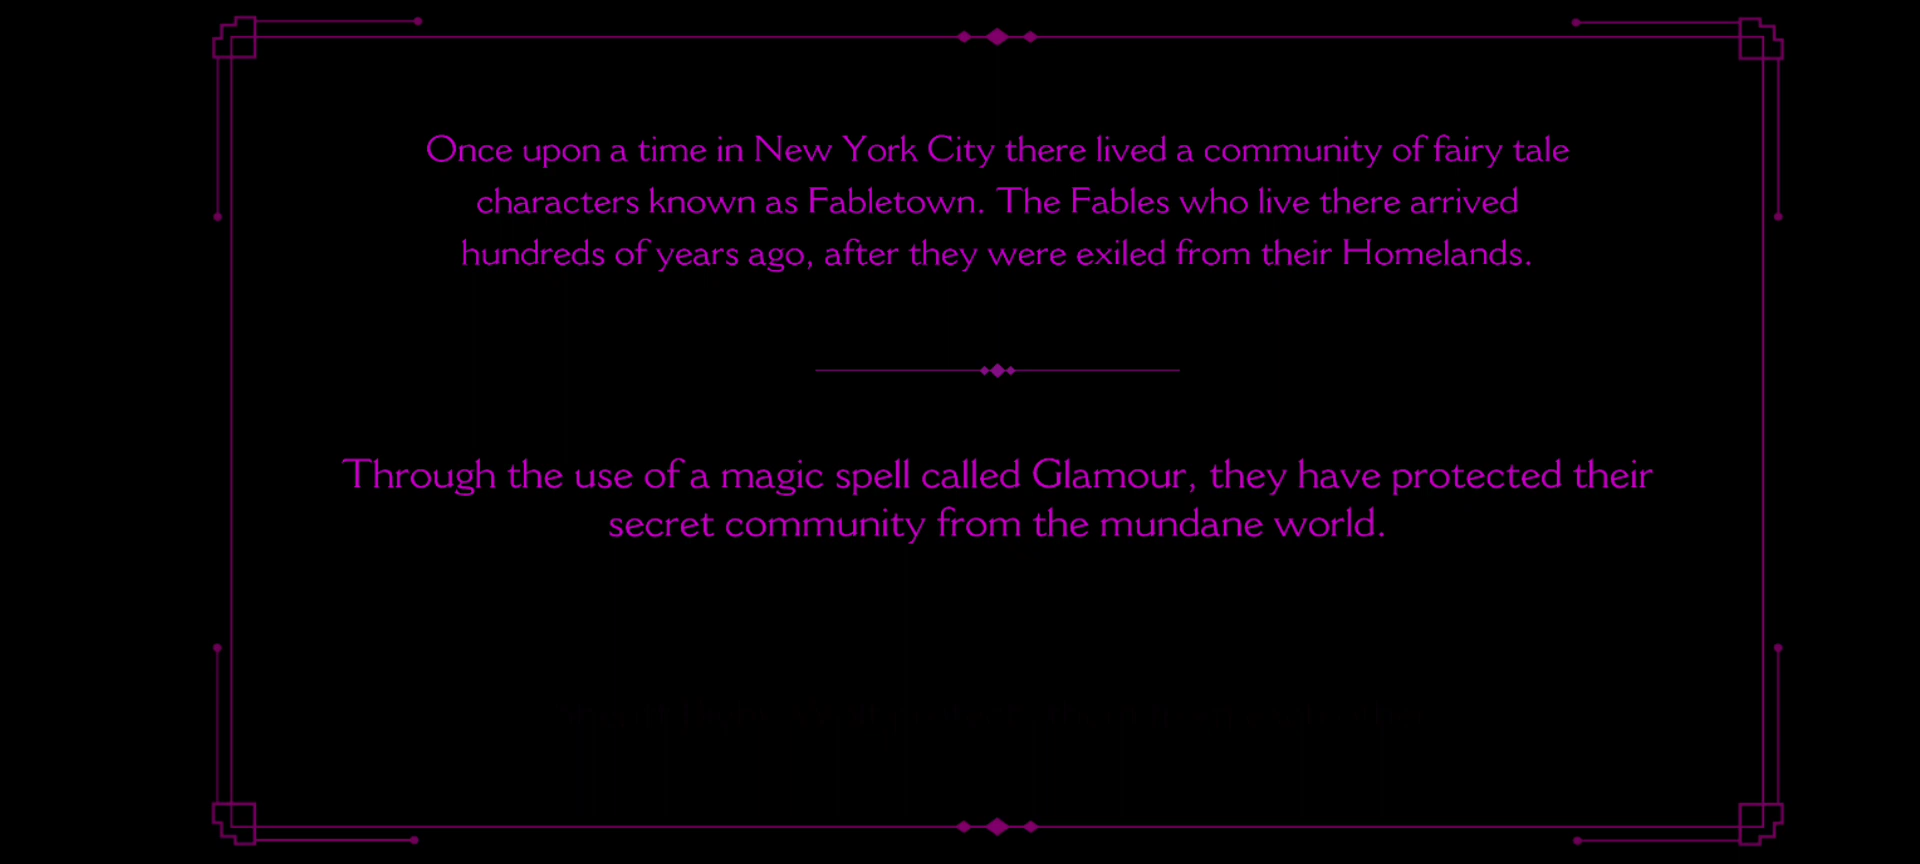 Once upon a time in New York City there lived a community of fairy tale
characters known as Fabletown. The Fables who live there arrived
hundreds of years ago, after they were exiled from their Homelands.
Through the use of a magic spell called Glamour, they have protected their
secret community from the mundane world.